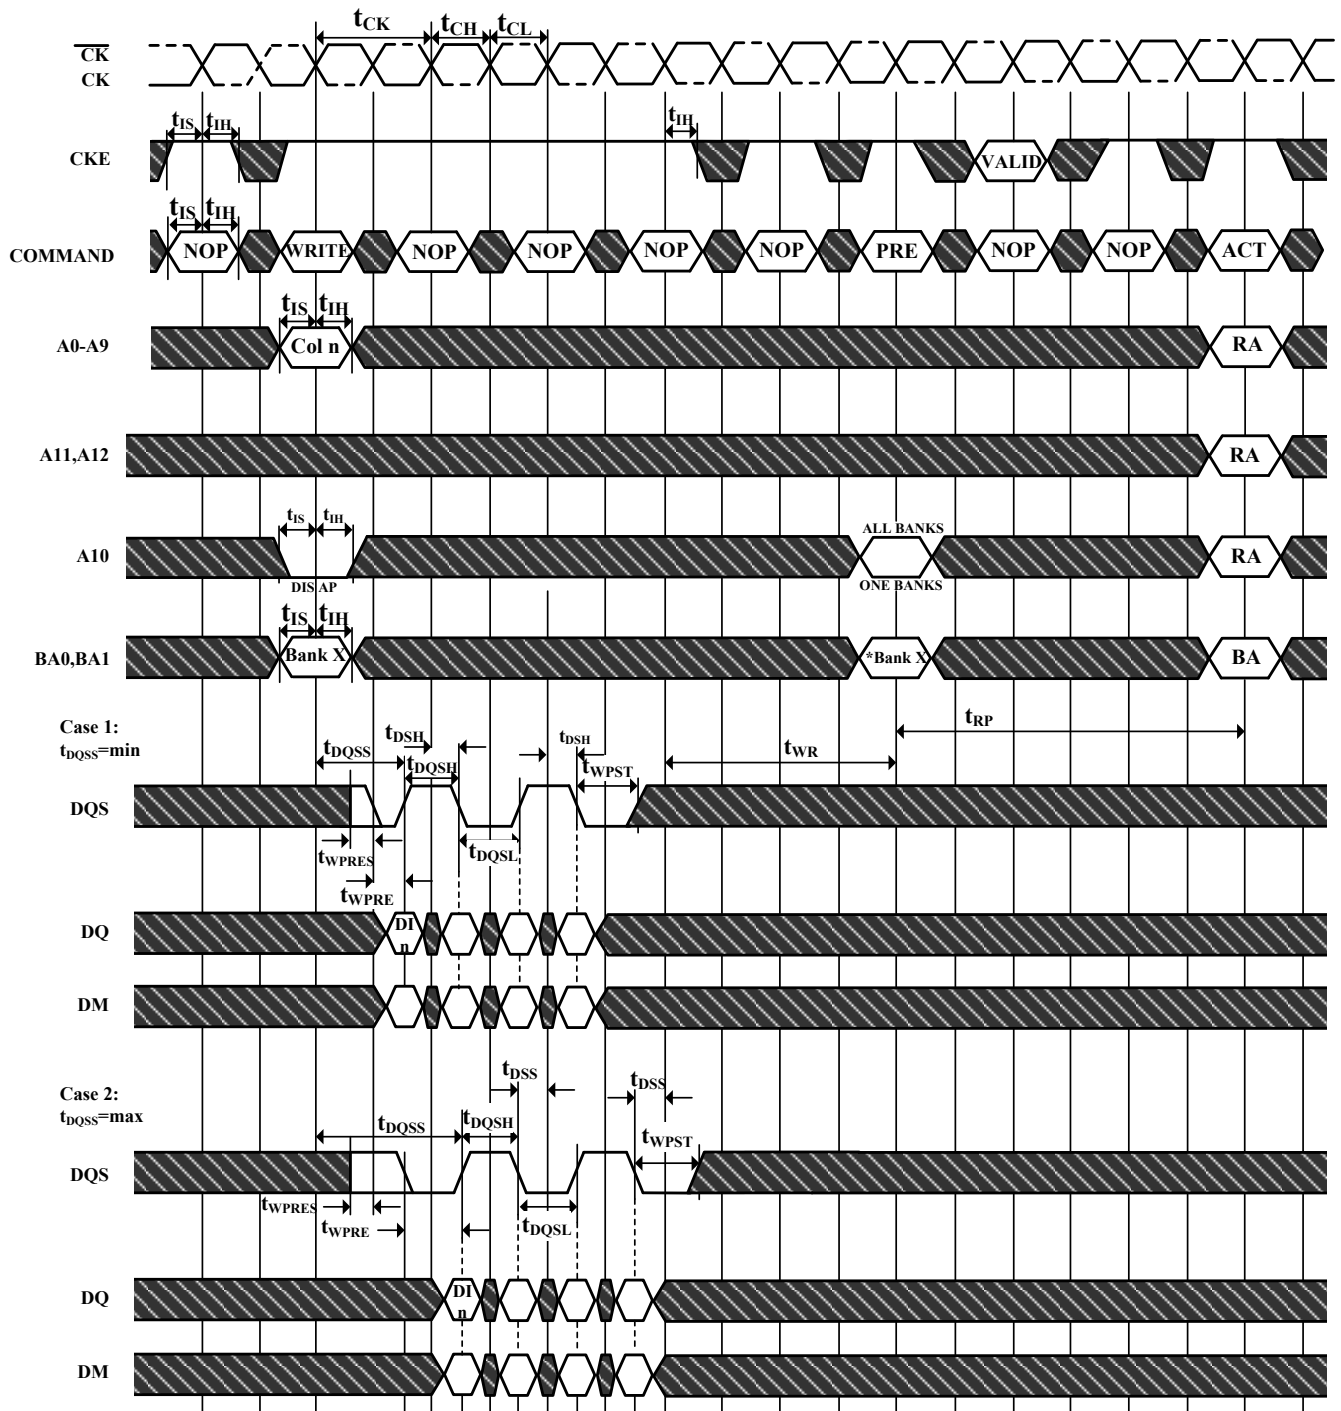 tCK tCH tCL
CK
CK
tIS tIH tIH
CKE VALID
tIS tIH
COMMAND NOP WRITE NOP NOP NOP NOP PRE NOP NOP ACT
tIS tIH
A0-A9 Col n RA
A11,A12 RA
tIS tIH ALL BANKS
A10 RA
DIS AP ONE BANKS
tIS tIH
BA0,BA1 Bank X *Bank X BA
Case 1:
tDQSS=min
tDSH tDSH tRP
tDQSS tWR
tDQSH tWPST
DQS
tWPRES tDQSL
tWPRE
DQ DI
n
DM
Case 2:
tDQSS=max
tDSS tDSS
tDQSS tDQSH tWPST
DQS
tWPRES
tWPRE tDQSL
DQ DI
n
DM